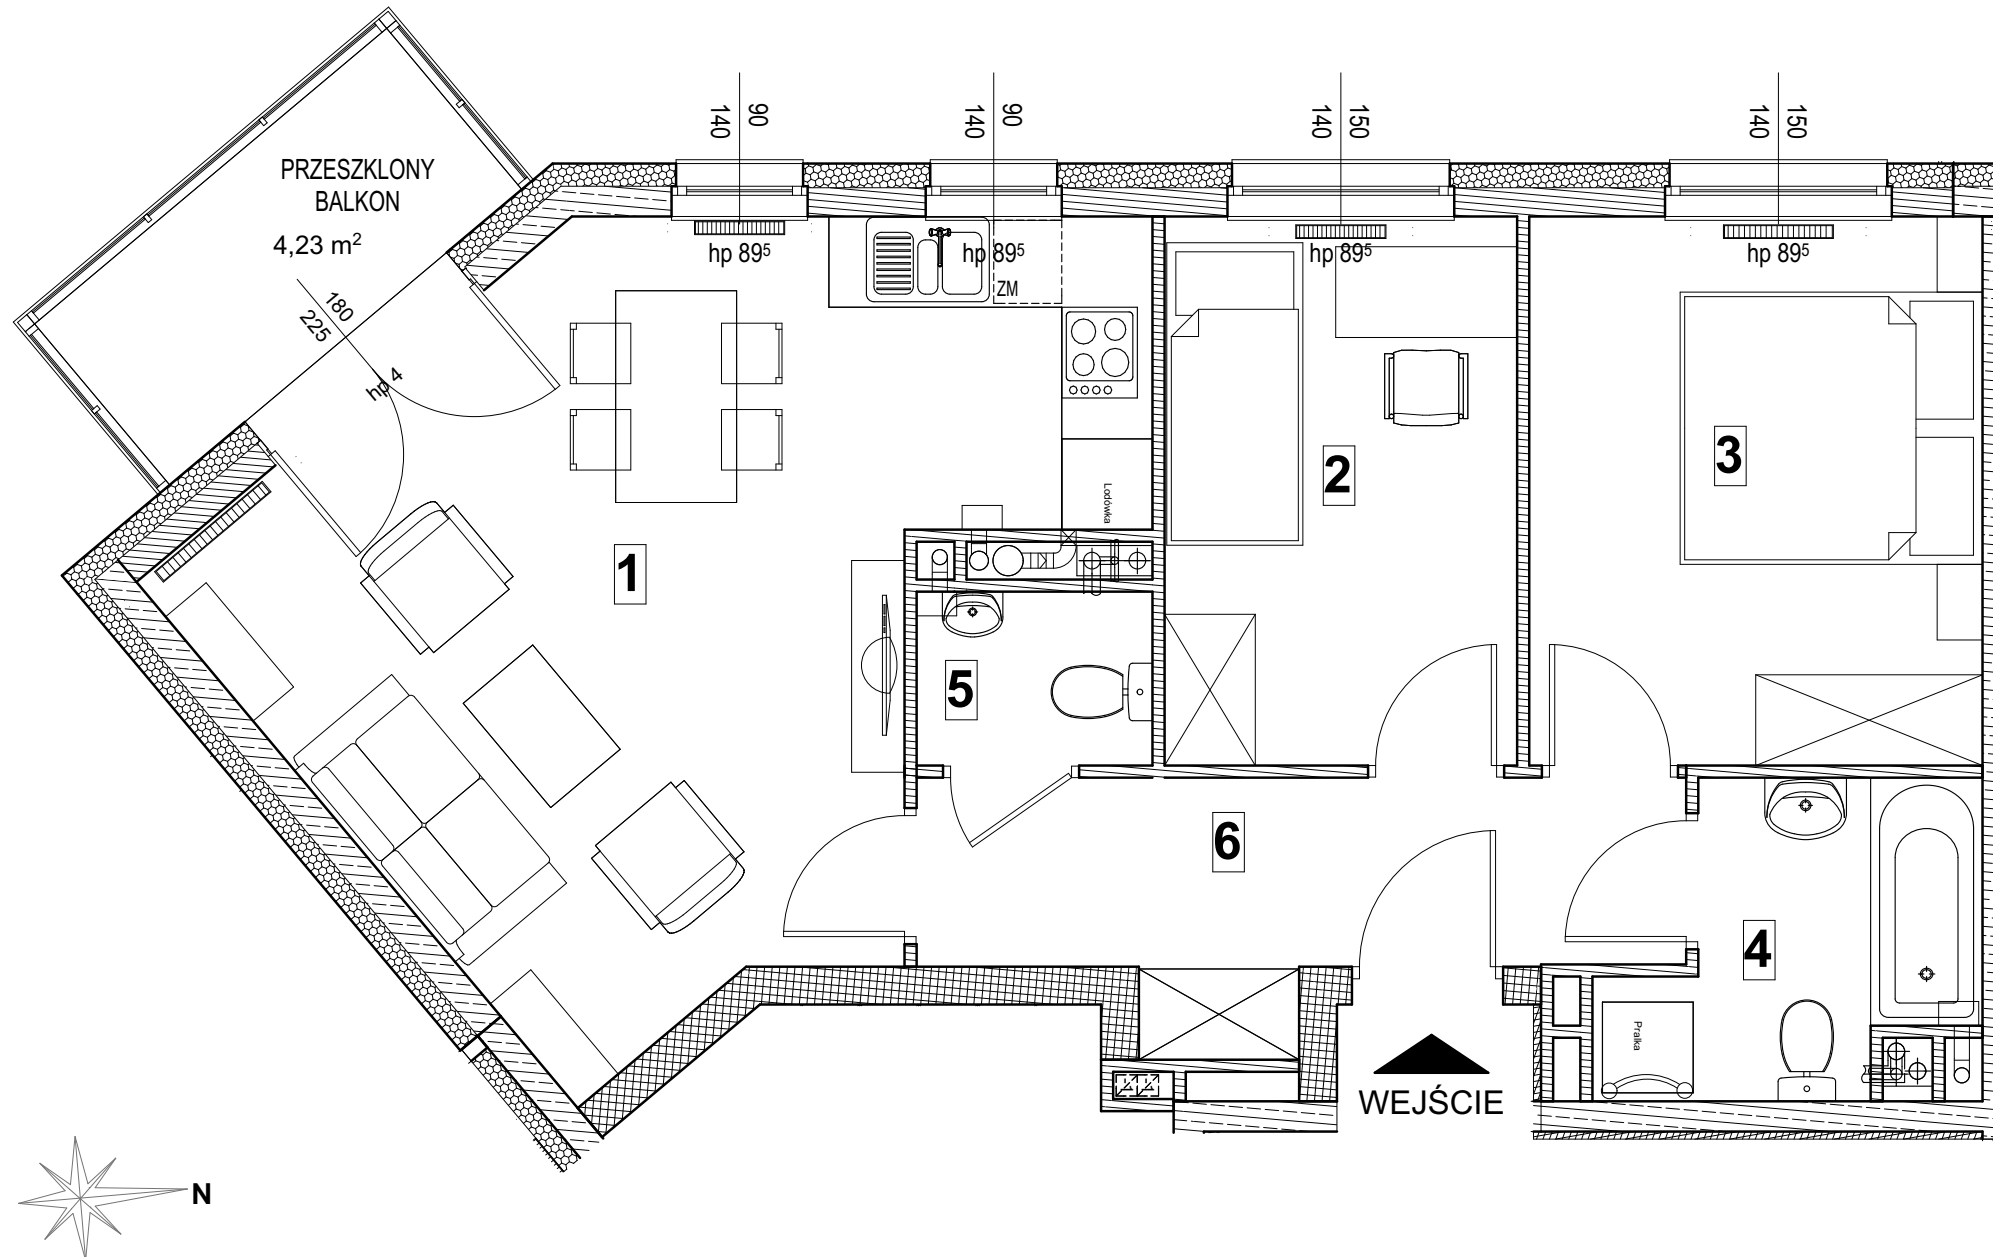 90
140
90
140
150
140
150
140
PRZESZKLONY
BALKON
4,23 m²
hp 89⁵
hp 89⁵
hp 89⁵
hp 89⁵
ZM
180
225
hp 4
Lodówka
1
2
3
5
6
4
Pralka
WEJŚCIE
N